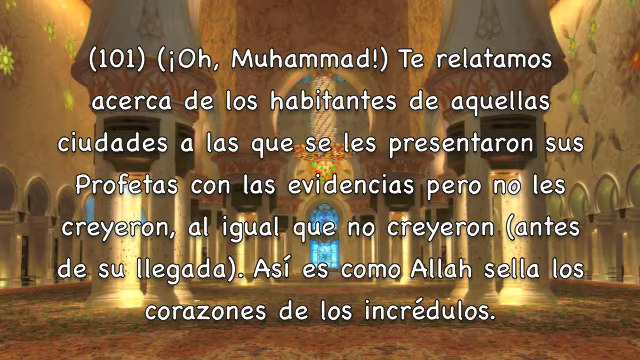 (101) (¡Oh, Muhammad!) Te relatamos
acerca de los habitantes de aquellas
ciudades a las que se les presentaron sus
Profetas con las evidencias pero no les
creyeron, al igual que no creyeron (antes
de su llegada). Así es como Allah sella los
corazones de los incrédulos.